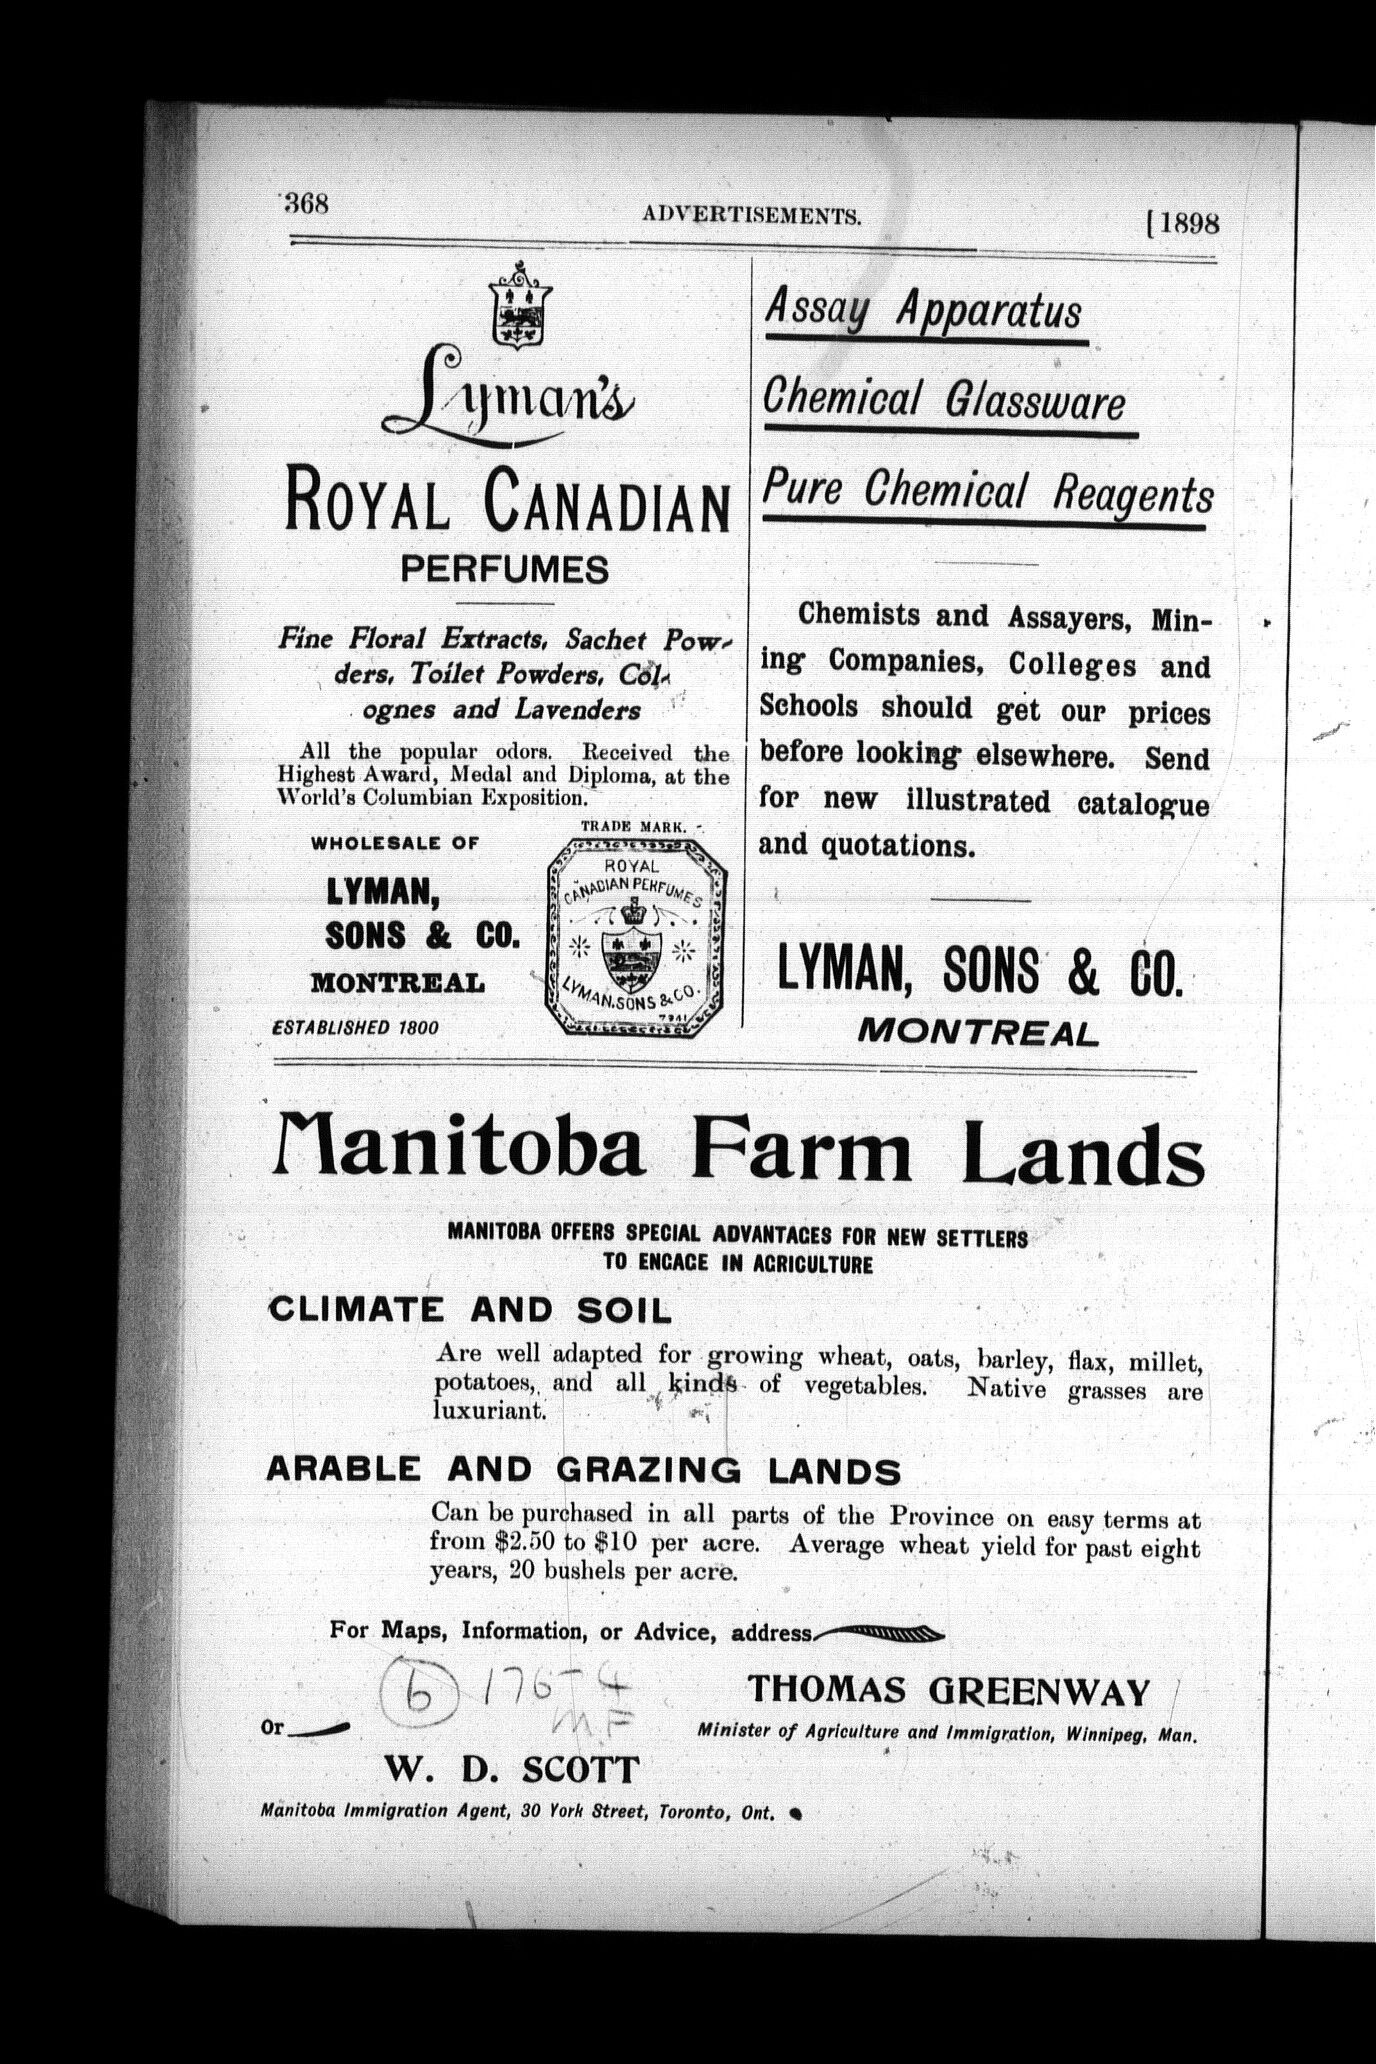 368
ADVERTISEMENTS.
[1898
Lyman's
ROYAL CANADIAN
PERFUMES
Fine Floral Extracts, Sachet Pow-
ders, Toilet Powders, Col-
ognes and Lavenders
All the popular odors. Received the
Highest Award, Medal and Diploma, at the
World's Columbian Exposition.
WHOLESALE OF
LYMAN,
SONS & CO.
MONTREAL
ESTABLISHED 1800
TRADE MARK.
ROYAL
CANADIAN PERFUMES
LYMAN, SONS & CO.
7941
Assay Apparatus
Chemical Glassware
Pure Chemical Reagents
Chemists and Assayers, Min-
ing Companies, Colleges and
Schools should get our prices
before looking elsewhere. Send
for new illustrated catalogue
and quotations.
LYMAN, SONS & CO.
MONTREAL
Manitoba Farm Lands
MANITOBA OFFERS SPECIAL ADVANTAGES FOR NEW SETTLERS
TO ENGAGE IN AGRICULTURE
CLIMATE AND SOIL
Are well adapted for growing wheat, oats, barley, flax, millet,
potatoes, and all kinds of vegetables. Native grasses are
luxuriant.
ARABLE AND GRAZING LANDS
Can be purchased in all parts of the Province on easy terms at
from $2.50 to $10 per acre. Average wheat yield for past eight
years, 20 bushels per acre.
For Maps, Information, or Advice, address
6 176-4
MF
THOMAS GREENWAY
Minister of Agriculture and Immigration, Winnipeg, Man.
Or
W. D. SCOTT
Manitoba Immigration Agent, 30 York Street, Toronto, Ont.